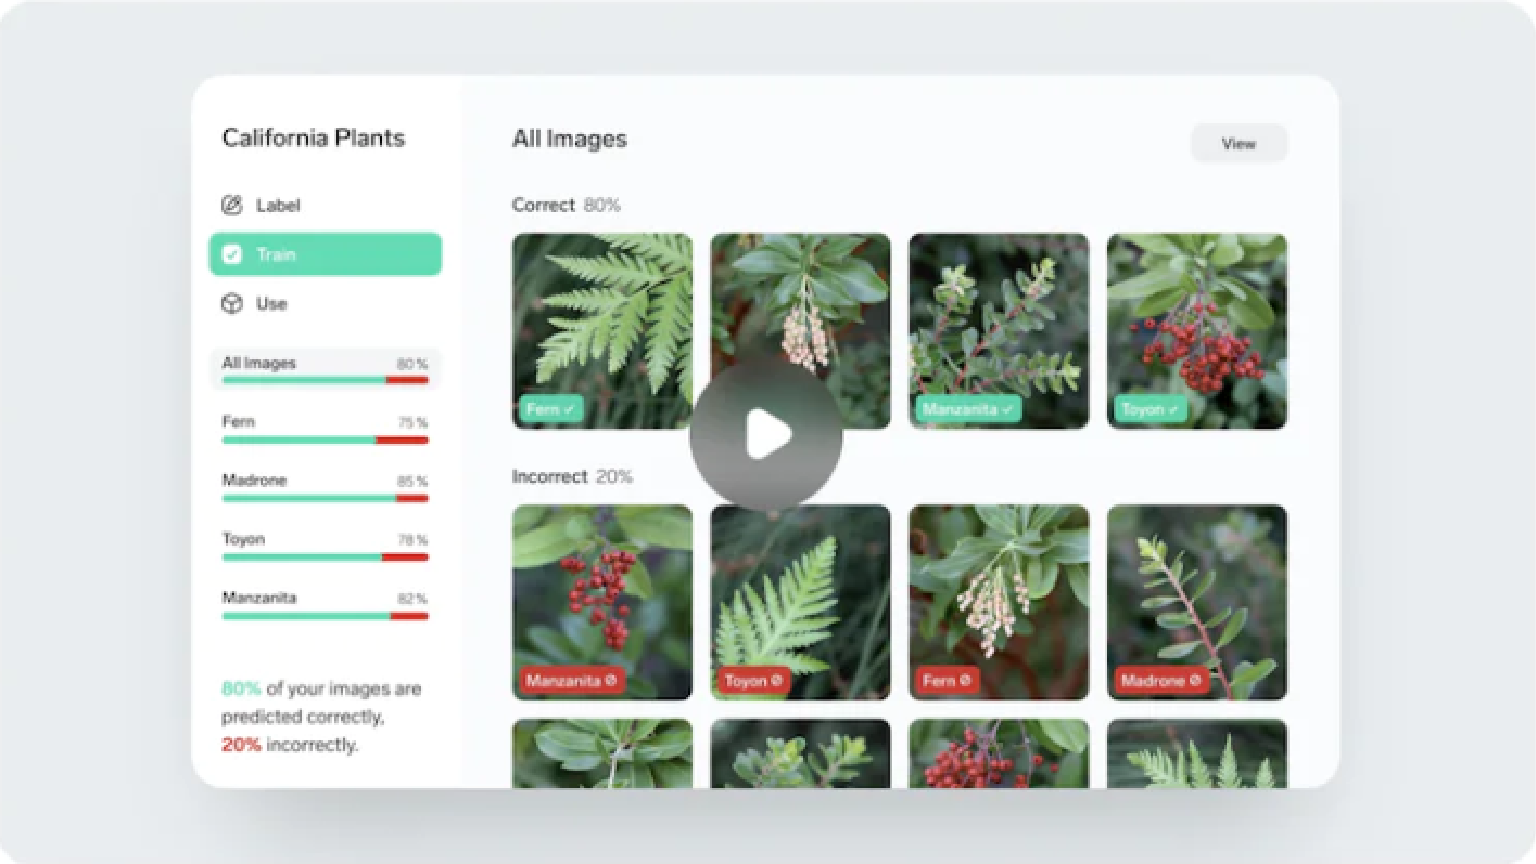 California Plants
Label
Train
Use
All Images 80%
Fern 75%
Madrone 85%
Toyon 78%
Manzanita 82%
80% of your images are
predicted correctly,
20% incorrectly.
All Images
View
Correct 80%
Fern
Manzanita
Toyon
Incorrect 20%
Manzanita
Toyon
Fern
Madrone